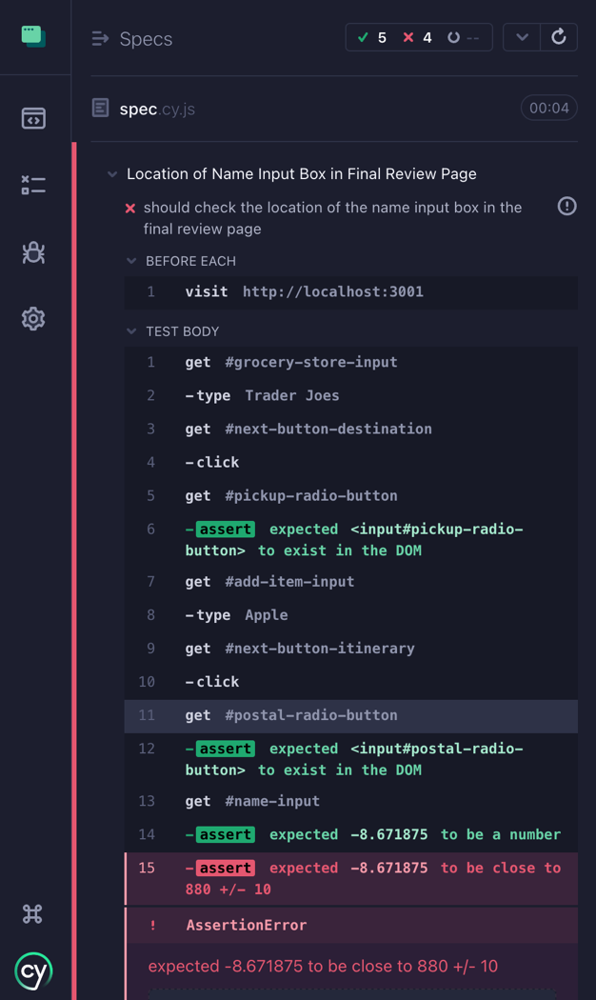 Specs
5
4
--
spec.cy.js
00:04
Location of Name Input Box in Final Review Page
should check the location of the name input box in the
final review page
BEFORE EACH
1 visit http://localhost:3001
TEST BODY
1 get #grocery-store-input
2 -type Trader Joes
3 get #next-button-destination
4 -click
5 get #pickup-radio-button
6 -assert expected <input#pickup-radio-
button> to exist in the DOM
7 get #add-item-input
8 -type Apple
9 get #next-button-itinerary
10 -click
11 get #postal-radio-button
12 -assert expected <input#postal-radio-
button> to exist in the DOM
13 get #name-input
14 -assert expected -8.671875 to be a number
15 -assert expected -8.671875 to be close to
880 +/- 10
! AssertionError
expected -8.671875 to be close to 880 +/- 10
cy